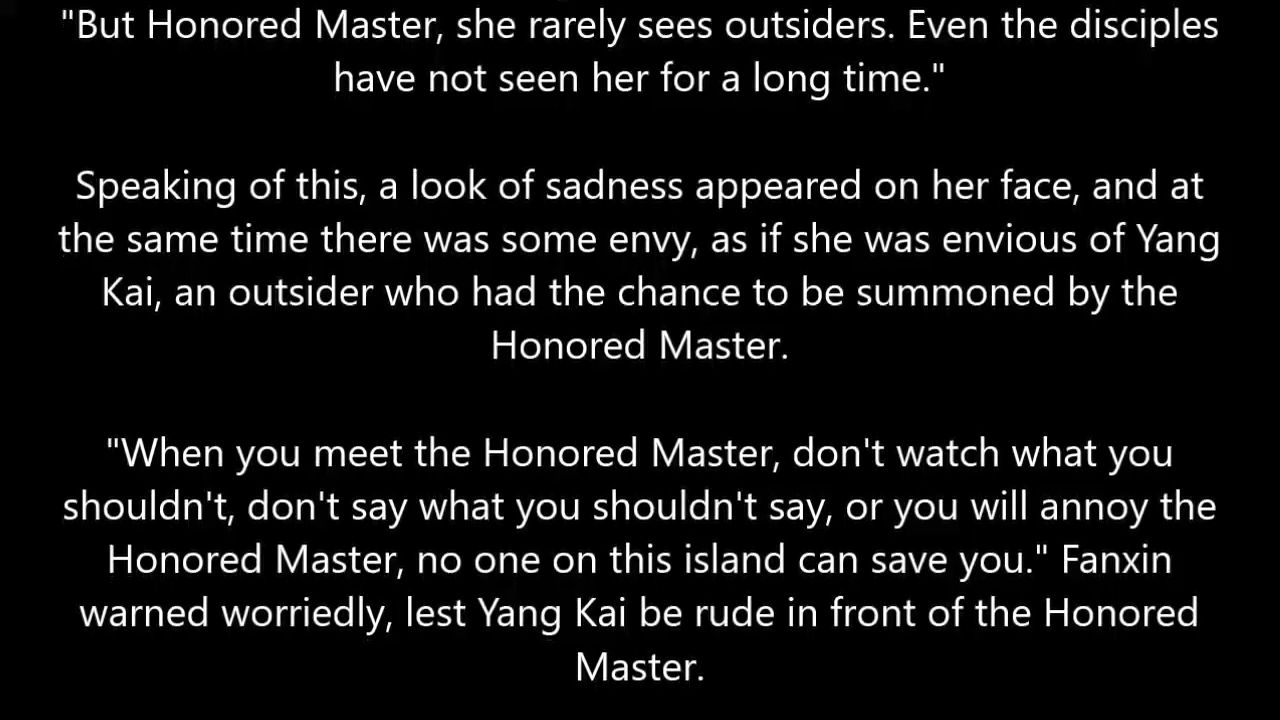 "But Honored Master, she rarely sees outsiders. Even the disciples
have not seen her for a long time."
Speaking of this, a look of sadness appeared on her face, and at
the same time there was some envy, as if she was envious of Yang
Kai, an outsider who had the chance to be summoned by the
Honored Master.
"When you meet the Honored Master, don't watch what you
shouldn't, don't say what you shouldn't say, or you will annoy the
Honored Master, no one on this island can save you." Fanxin
warned worriedly, lest Yang Kai be rude in front of the Honored
Master.